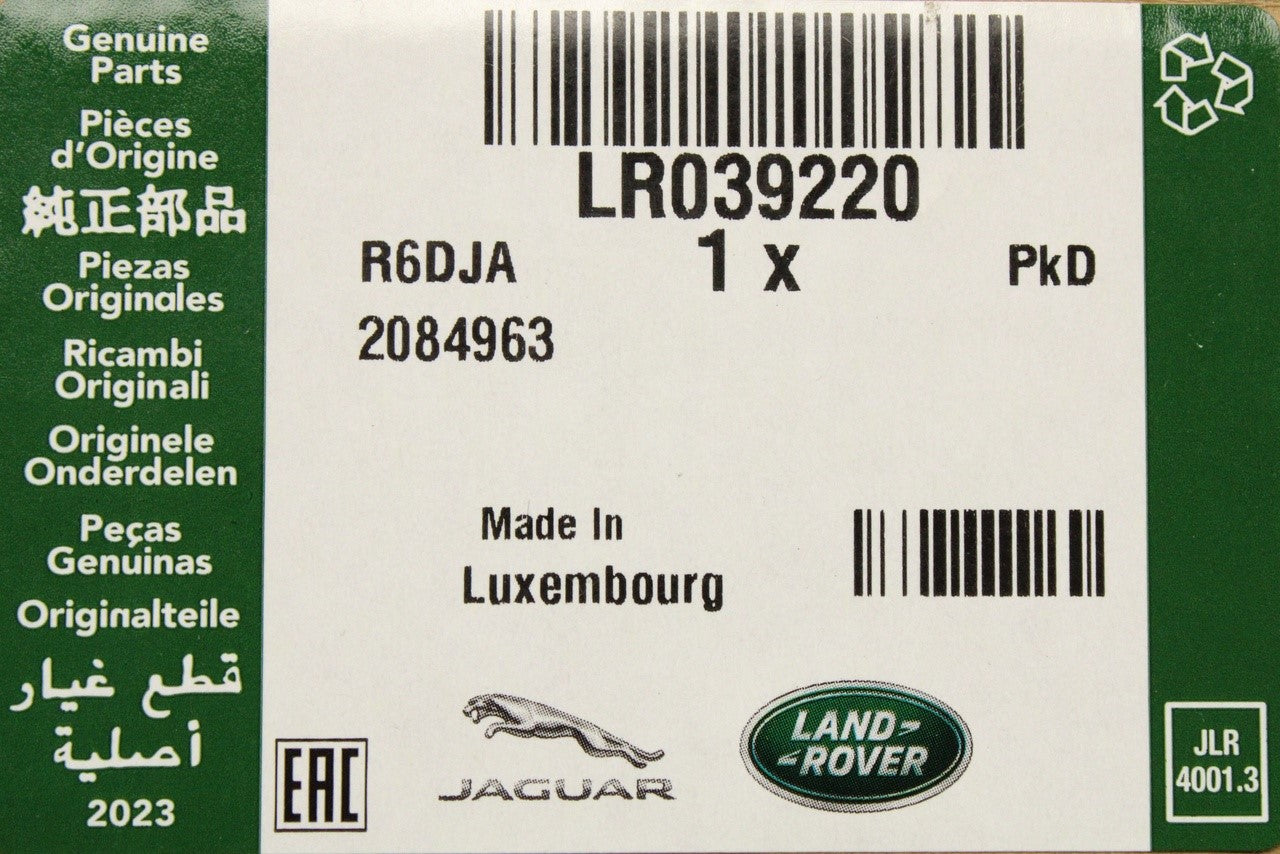 Genuine
Parts
Pièces
d'Origine
純正部品
Piezas
Originales
Ricambi
Originali
Originele
Onderdelen
Peças
Genuinas
Originalteile
قطع غيار
أصلية
2023
LR039220
R6DJA
1 x
PkD
2084963
Made In
Luxembourg
EAC
JAGUAR
LAND-
-ROVER
JLR
4001.3